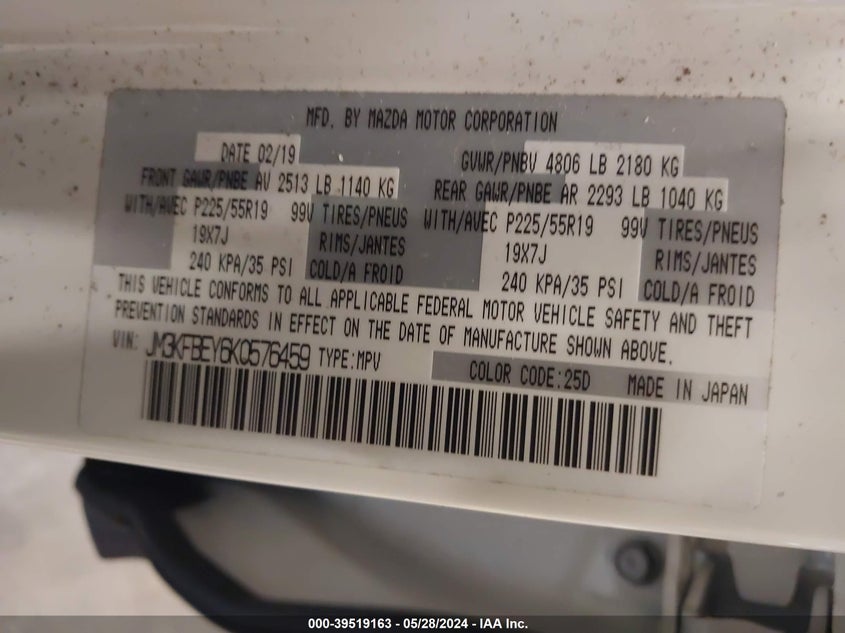 MFD. BY MAZDA MOTOR CORPORATION
DATE 02/19 GVWR/PNBV 4806 LB 2180 KG
FRONT GAWR/PNBE AV 2513 LB 1140 KG REAR GAWR/PNBE AR 2293 LB 1040 KG
WITH/AVEC P225/55R19 99V TIRES/PNEUS WITH/AVEC P225/55R19 99V TIRES/PNEUS
19X7J RIMS/JANTES 19X7J RIMS/JANTES
240 KPA/35 PSI COLD/A FROID 240 KPA/35 PSI COLD/A FROID
THIS VEHICLE CONFORMS TO ALL APPLICABLE FEDERAL MOTOR VEHICLE SAFETY AND THEFT
PREVENTION STANDARDS IN EFFECT ON THE DATE OF MANUFACTURE SHOWN ABOVE.
VIN: JM3KFBEY6K0576459 TYPE:MPV
COLOR CODE:25D MADE IN JAPAN
000-39519163 - 05/28/2024 - IAA Inc.